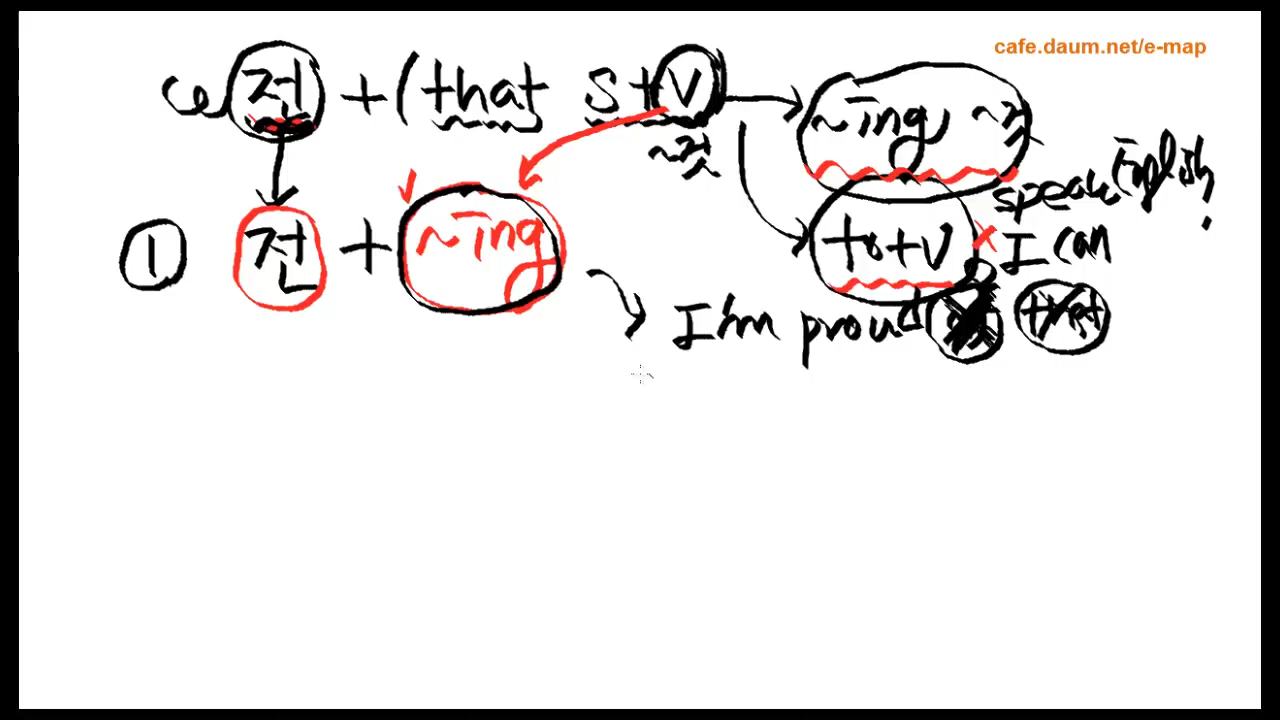 cafe.daum.net/e-map
전 + ( that S + V → ~ing, ~것
~것
speak English.
① 전 + ~ing to+V I can
I'm proud that